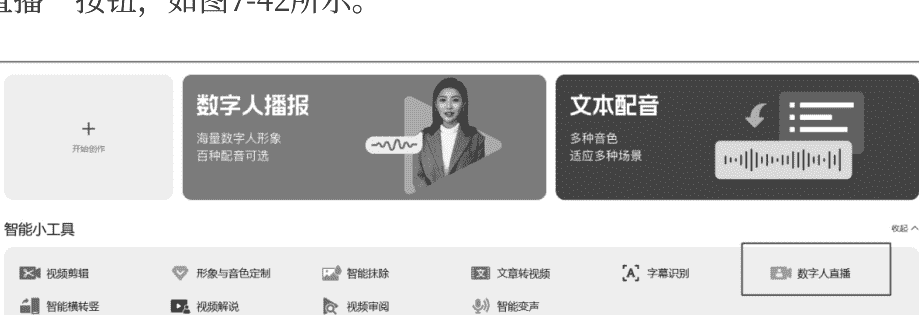 直播”按钮，如图7-42所示。
开始创作
数字人播报
海量数字人形象
百种配音可选
文本配音
多种音色
适应多种场景
智能小工具
收起
视频剪辑
形象与音色定制
智能抹除
文章转视频
字幕识别
数字人直播
智能横转竖
视频解说
视频审阅
智能变声